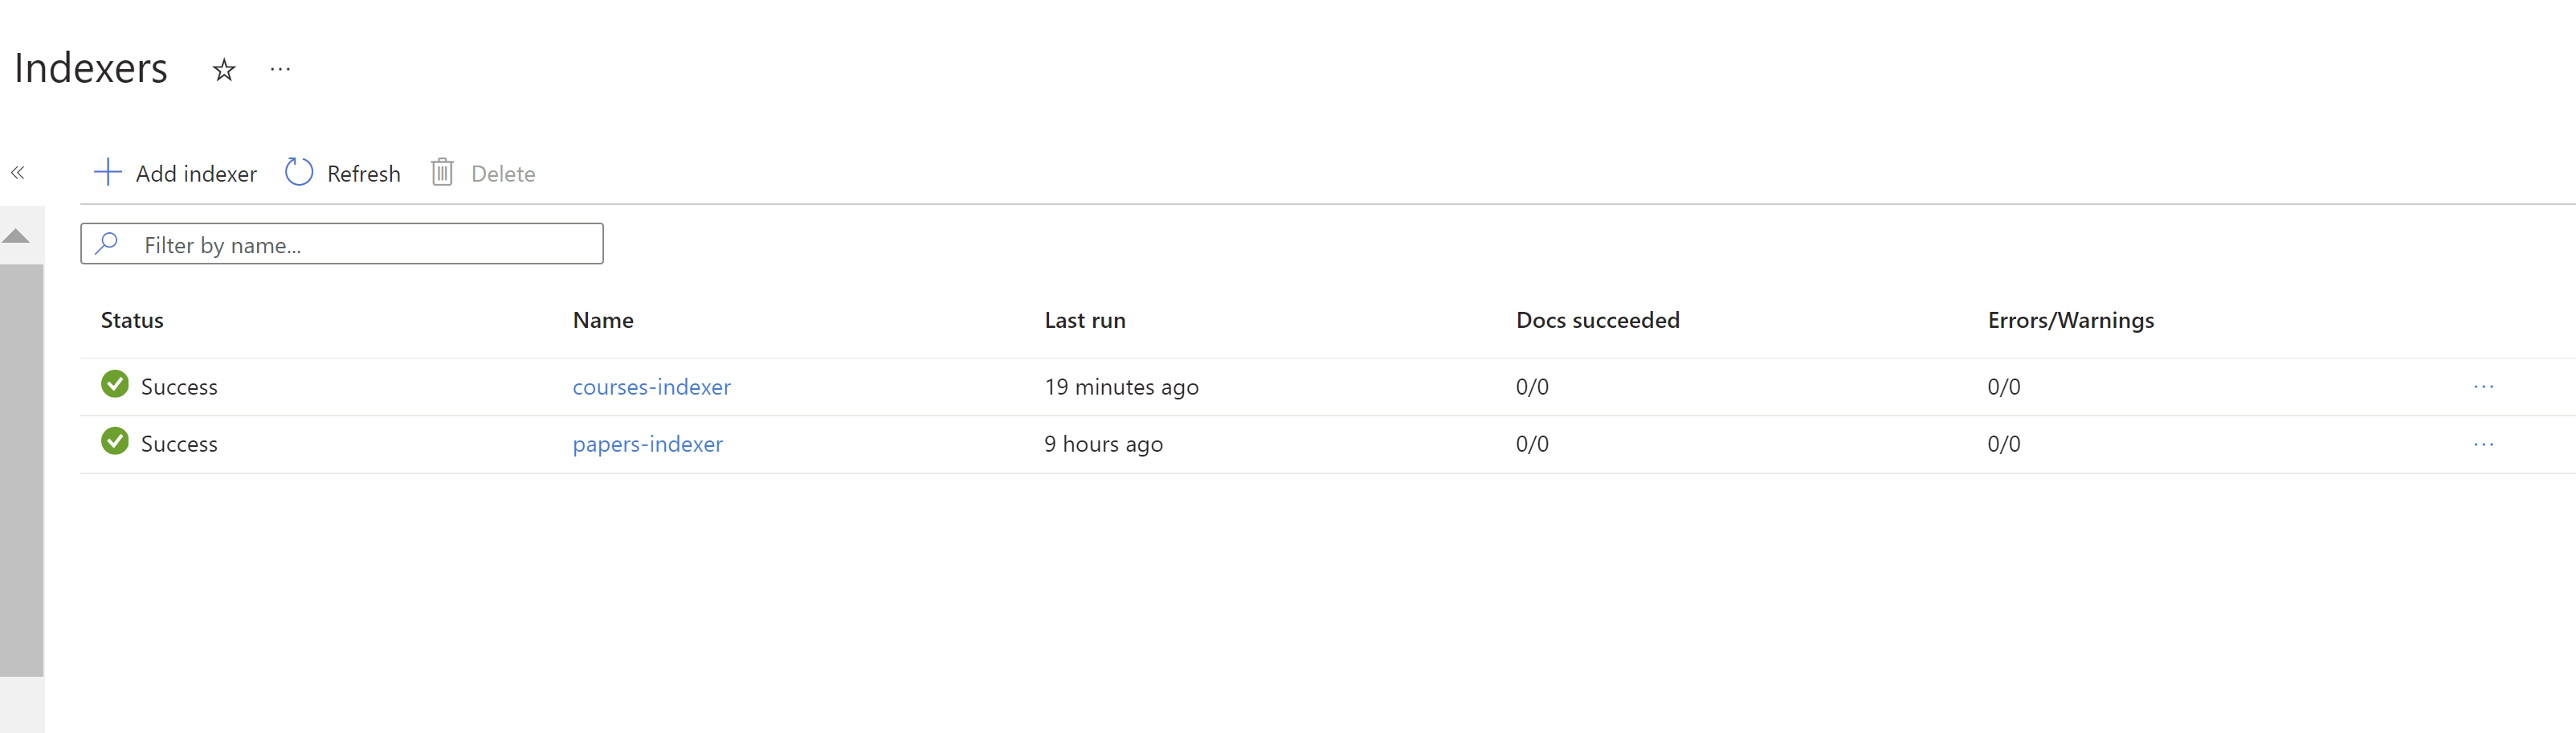 Indexers
Add indexer Refresh Delete
Filter by name...
Status Name Last run Docs succeeded Errors/Warnings
Success courses-indexer 19 minutes ago 0/0 0/0
Success papers-indexer 9 hours ago 0/0 0/0